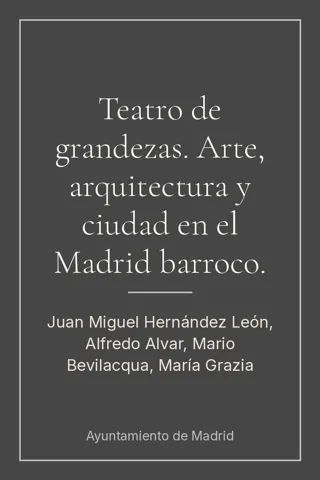 Teatro de
grandezas. Arte,
arquitectura y
ciudad en el
Madrid barroco.
Juan Miguel Hernández León,
Alfredo Alvar, Mario
Bevilacqua, María Grazia
Ayuntamiento de Madrid